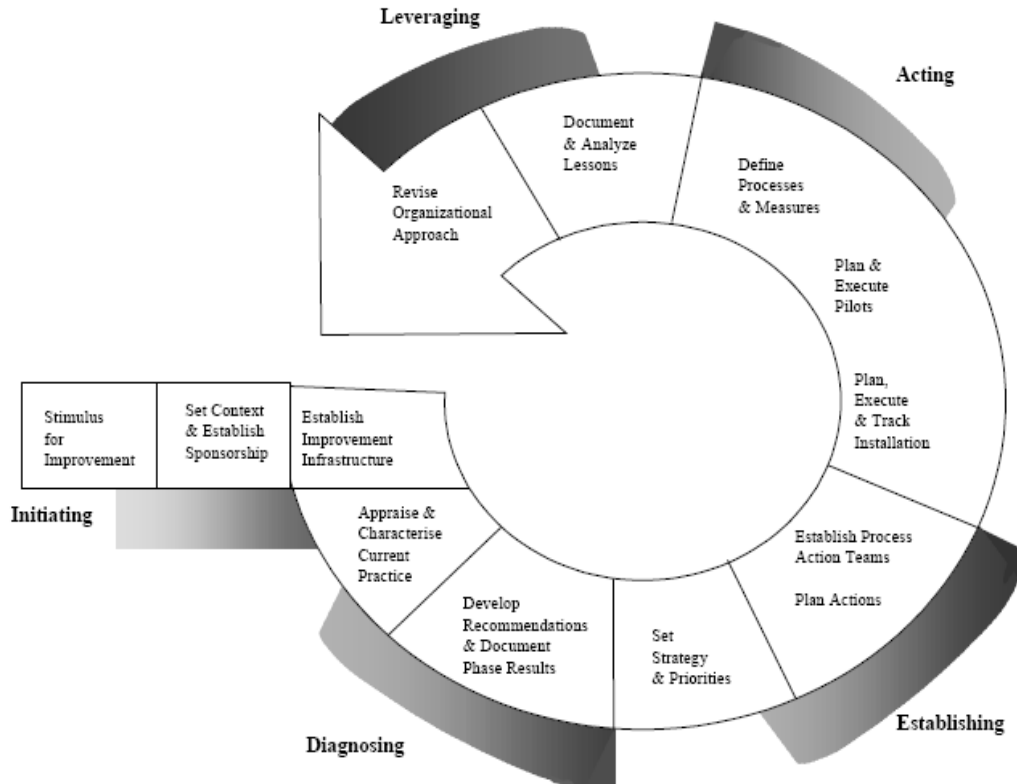 Leveraging
Acting
Document
& Analyze
Lessons
Define
Processes
& Measures
Revise
Organizational
Approach
Plan &
Execute
Pilots
Plan,
Execute
& Track
Installation
Stimulus
for
Improvement
Set Context
& Establish
Sponsorship
Establish
Improvement
Infrastructure
Initiating
Appraise &
Characterise
Current
Practice
Establish Process
Action Teams
Plan Actions
Develop
Recommendations
& Document
Phase Results
Set
Strategy
& Priorities
Diagnosing
Establishing